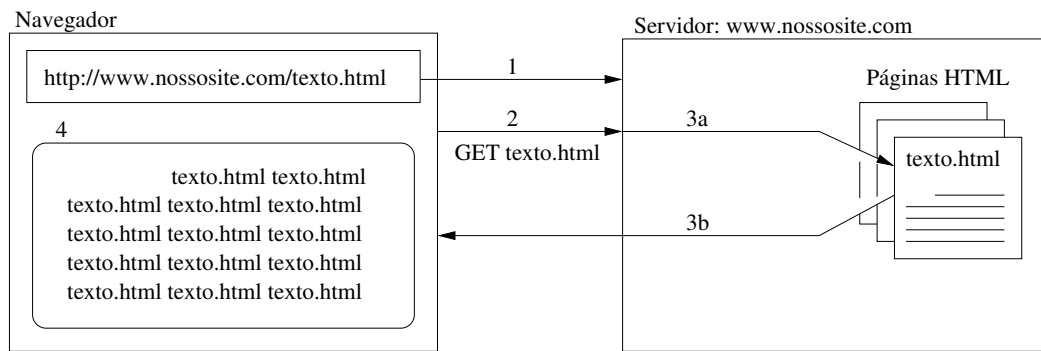 Navegador
http://www.nossosite.com/texto.html
4
texto.html texto.html
texto.html texto.html texto.html
texto.html texto.html texto.html
texto.html texto.html texto.html
texto.html texto.html texto.html
1
2
GET texto.html
Servidor: www.nossosite.com
Páginas HTML
3a
texto.html
3b